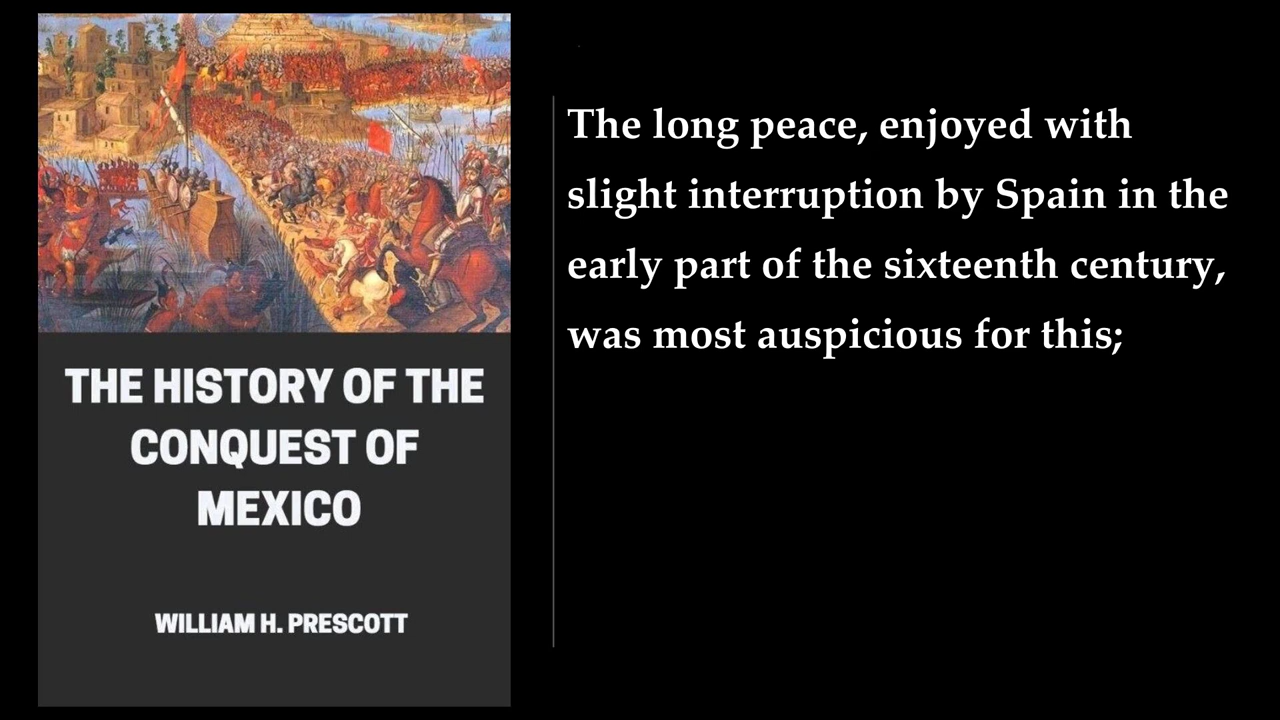 THE HISTORY OF THE
CONQUEST OF
MEXICO
WILLIAM H. PRESCOTT
The long peace, enjoyed with
slight interruption by Spain in the
early part of the sixteenth century,
was most auspicious for this;